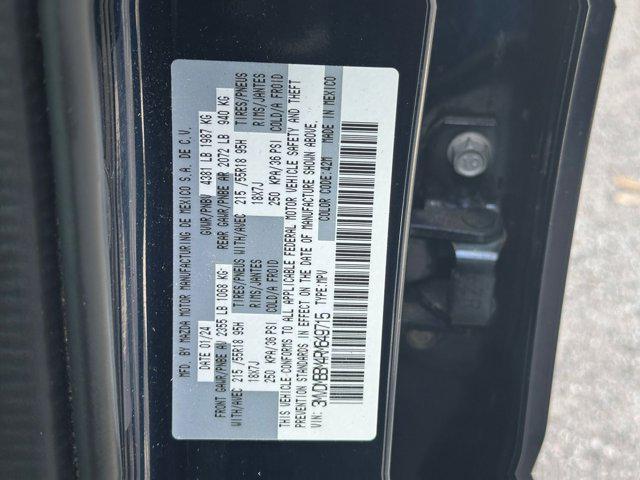 MFD. BY MAZDA MOTOR MANUFACTURING DE MEXICO S.A. DE C.V.
DATE 01/24 GVWR/PNBV 4381 LB 1987 KG
FRONT GAWR/PNBE AV 2355 LB 1068 KG REAR GAWR/PNBE AR 2072 LB 940 KG
WITH/AVEC 215 /55R18 95H TIRES/PNEUS WITH/AVEC 215 /55R18 95H TIRES/PNEUS
18X7J RIMS/JANTES 18X7J RIMS/JANTES
250 KPA/36 PSI COLD/A FROID 250 KPA/36 PSI COLD/A FROID
THIS VEHICLE CONFORMS TO ALL APPLICABLE FEDERAL MOTOR VEHICLE SAFETY AND THEFT
PREVENTION STANDARDS IN EFFECT ON THE DATE OF MANUFACTURE SHOWN ABOVE.
VIN: TYPE:MPV COLOR CODE:42M MADE IN MEXICO